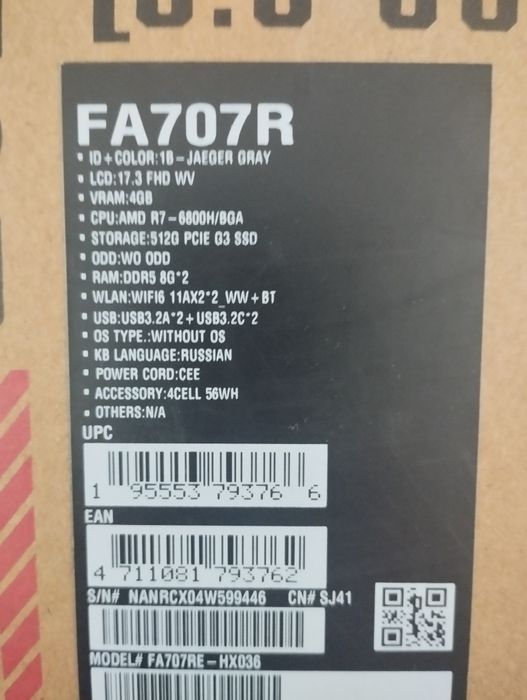 FA707R
• ID+COLOR:1B-JAEGER GRAY
• LCD:17.3 FHD WV
• VRAM:4GB
• CPU:AMD R7-6800H/BGA
• STORAGE:512G PCIE G3 SSD
• ODD:WO ODD
• RAM:DDR5 8G*2
• WLAN:WIFI6 11AX2*2_WW+BT
• USB:USB3.2A*2+USB3.2C*2
• OS TYPE.:WITHOUT OS
• KB LANGUAGE:RUSSIAN
• POWER CORD:CEE
• ACCESSORY:4CELL 56WH
• OTHERS:N/A
UPC
1 95553 79376 6
EAN
4 711081 793762
S/N# NANRCX04W599446 CN# SJ41
MODEL# FA707RE-HX036